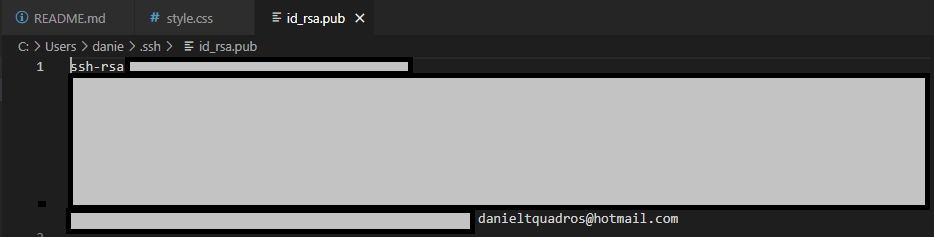 README.md # style.css id_rsa.pub
C: > Users > danie > .ssh > id_rsa.pub
1 ssh-rsa
danieltquadros@hotmail.com